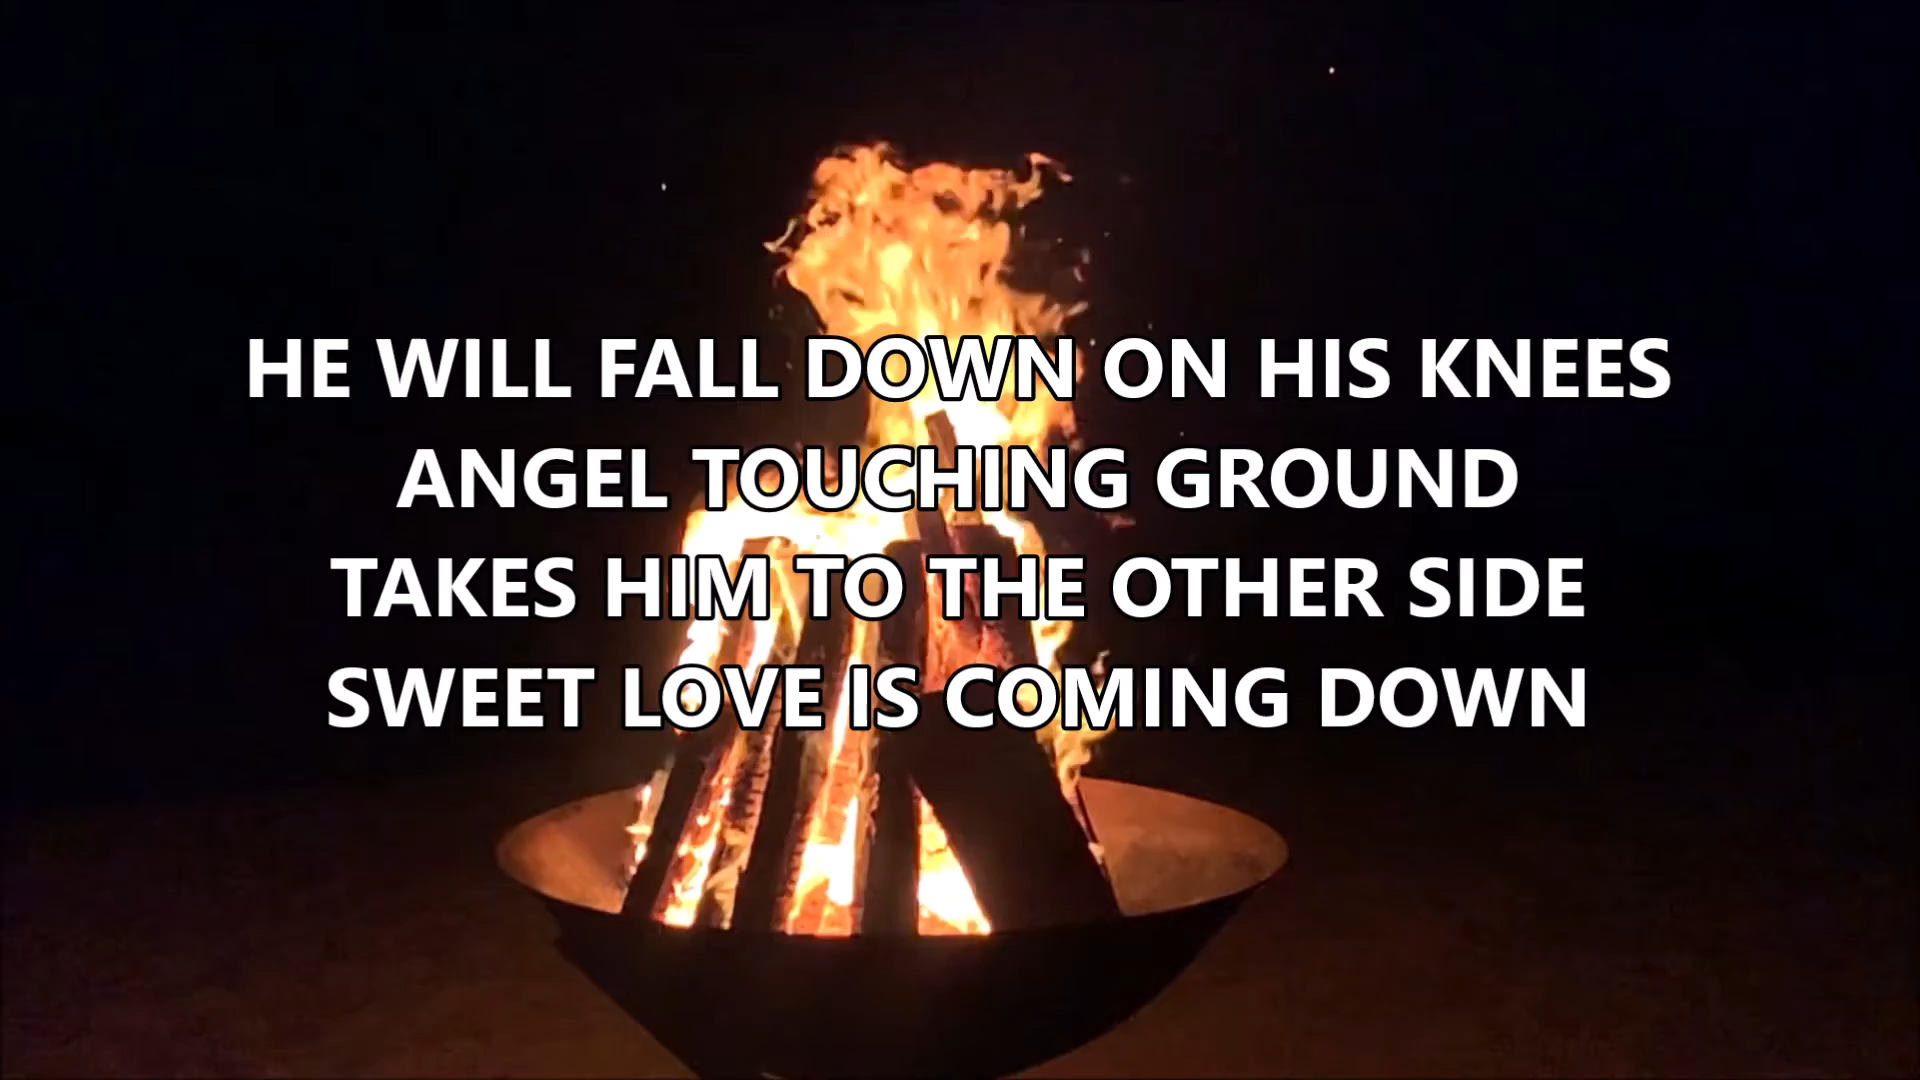 HE WILL FALL DOWN ON HIS KNEES
ANGEL TOUCHING GROUND
TAKES HIM TO THE OTHER SIDE
SWEET LOVE IS COMING DOWN